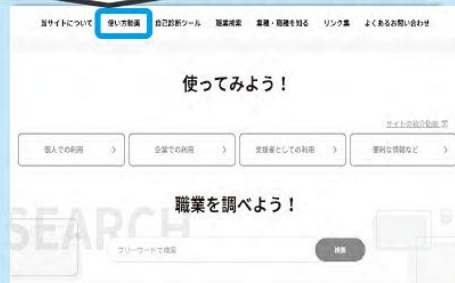 当サイトについて 使い方動画 自己診断ツール 職業検索 業種・職種を知る リンク集 よくあるお問い合わせ
使ってみよう！
サイトの紹介動画
個人での利用 企業での利用 支援者としての利用 便利な情報など
職業を調べよう！
SEARCH
フリーワードで検索 検索